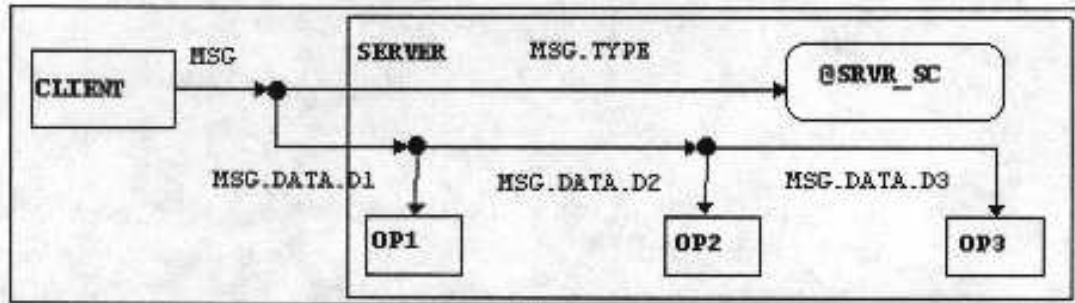 MSG
SERVER
MSG.TYPE
CLIENT
@SRVR_SC
MSG.DATA.D1
MSG.DATA.D2
MSG.DATA.D3
OP1
OP2
OP3